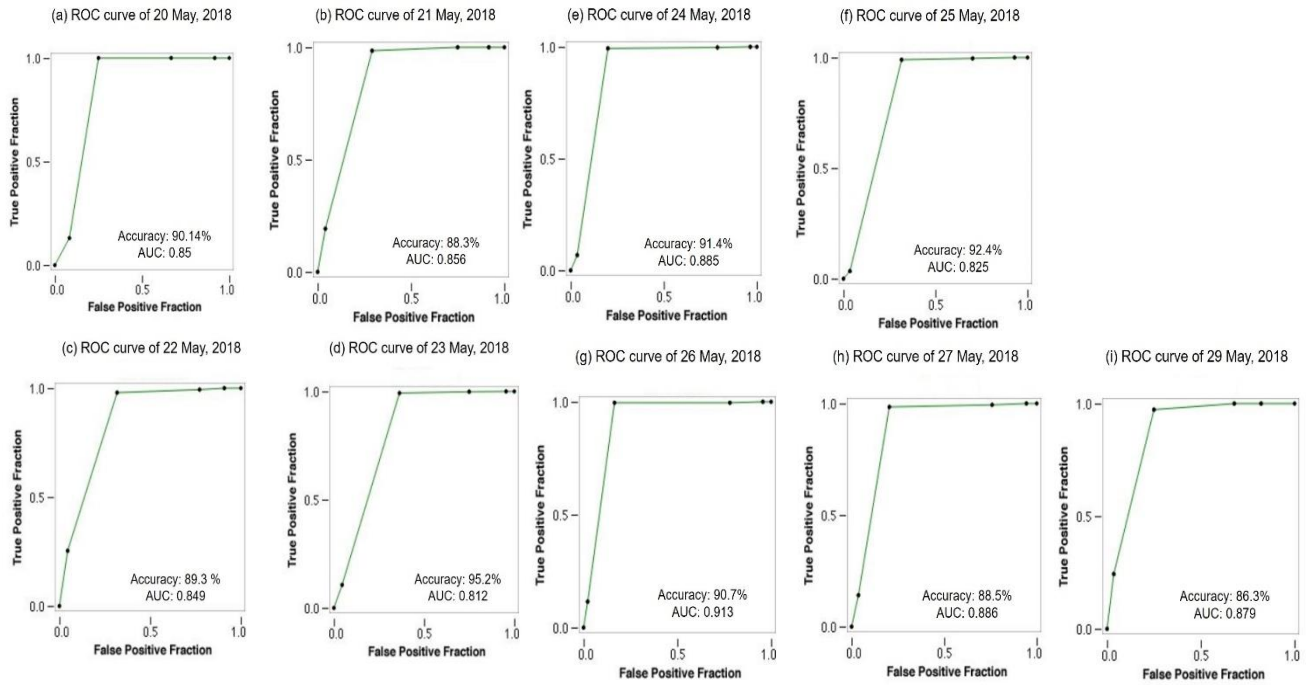 (a) ROC curve of 20 May, 2018
True Positive Fraction
1.0
0.5
0.0
Accuracy: 90.14%
AUC: 0.85
0.0 0.5 1.0
False Positive Fraction
(b) ROC curve of 21 May, 2018
True Positive Fraction
1.0
0.5
0.0
Accuracy: 88.3%
AUC: 0.856
0.0 0.5 1.0
False Positive Fraction
(e) ROC curve of 24 May, 2018
True Positive Fraction
1.0
0.5
0.0
Accuracy: 91.4%
AUC: 0.885
0.0 0.5 1.0
False Positive Fraction
(f) ROC curve of 25 May, 2018
True Positive Fraction
1.0
0.5
0.0
Accuracy: 92.4%
AUC: 0.825
0.0 0.5 1.0
False Positive Fraction
(c) ROC curve of 22 May, 2018
True Positive Fraction
1.0
0.5
0.0
Accuracy: 89.3 %
AUC: 0.849
0.0 0.5 1.0
False Positive Fraction
(d) ROC curve of 23 May, 2018
True Positive Fraction
1.0
0.5
0.0
Accuracy: 95.2%
AUC: 0.812
0.0 0.5 1.0
False Positive Fraction
(g) ROC curve of 26 May, 2018
True Positive Fraction
1.0
0.5
0.0
Accuracy: 90.7%
AUC: 0.913
0.0 0.5 1.0
False Positive Fraction
(h) ROC curve of 27 May, 2018
True Positive Fraction
1.0
0.5
0.0
Accuracy: 88.5%
AUC: 0.886
0.0 0.5 1.0
False Positive Fraction
(i) ROC curve of 29 May, 2018
True Positive Fraction
1.0
0.5
0.0
Accuracy: 86.3%
AUC: 0.879
0.0 0.5 1.0
False Positive Fraction